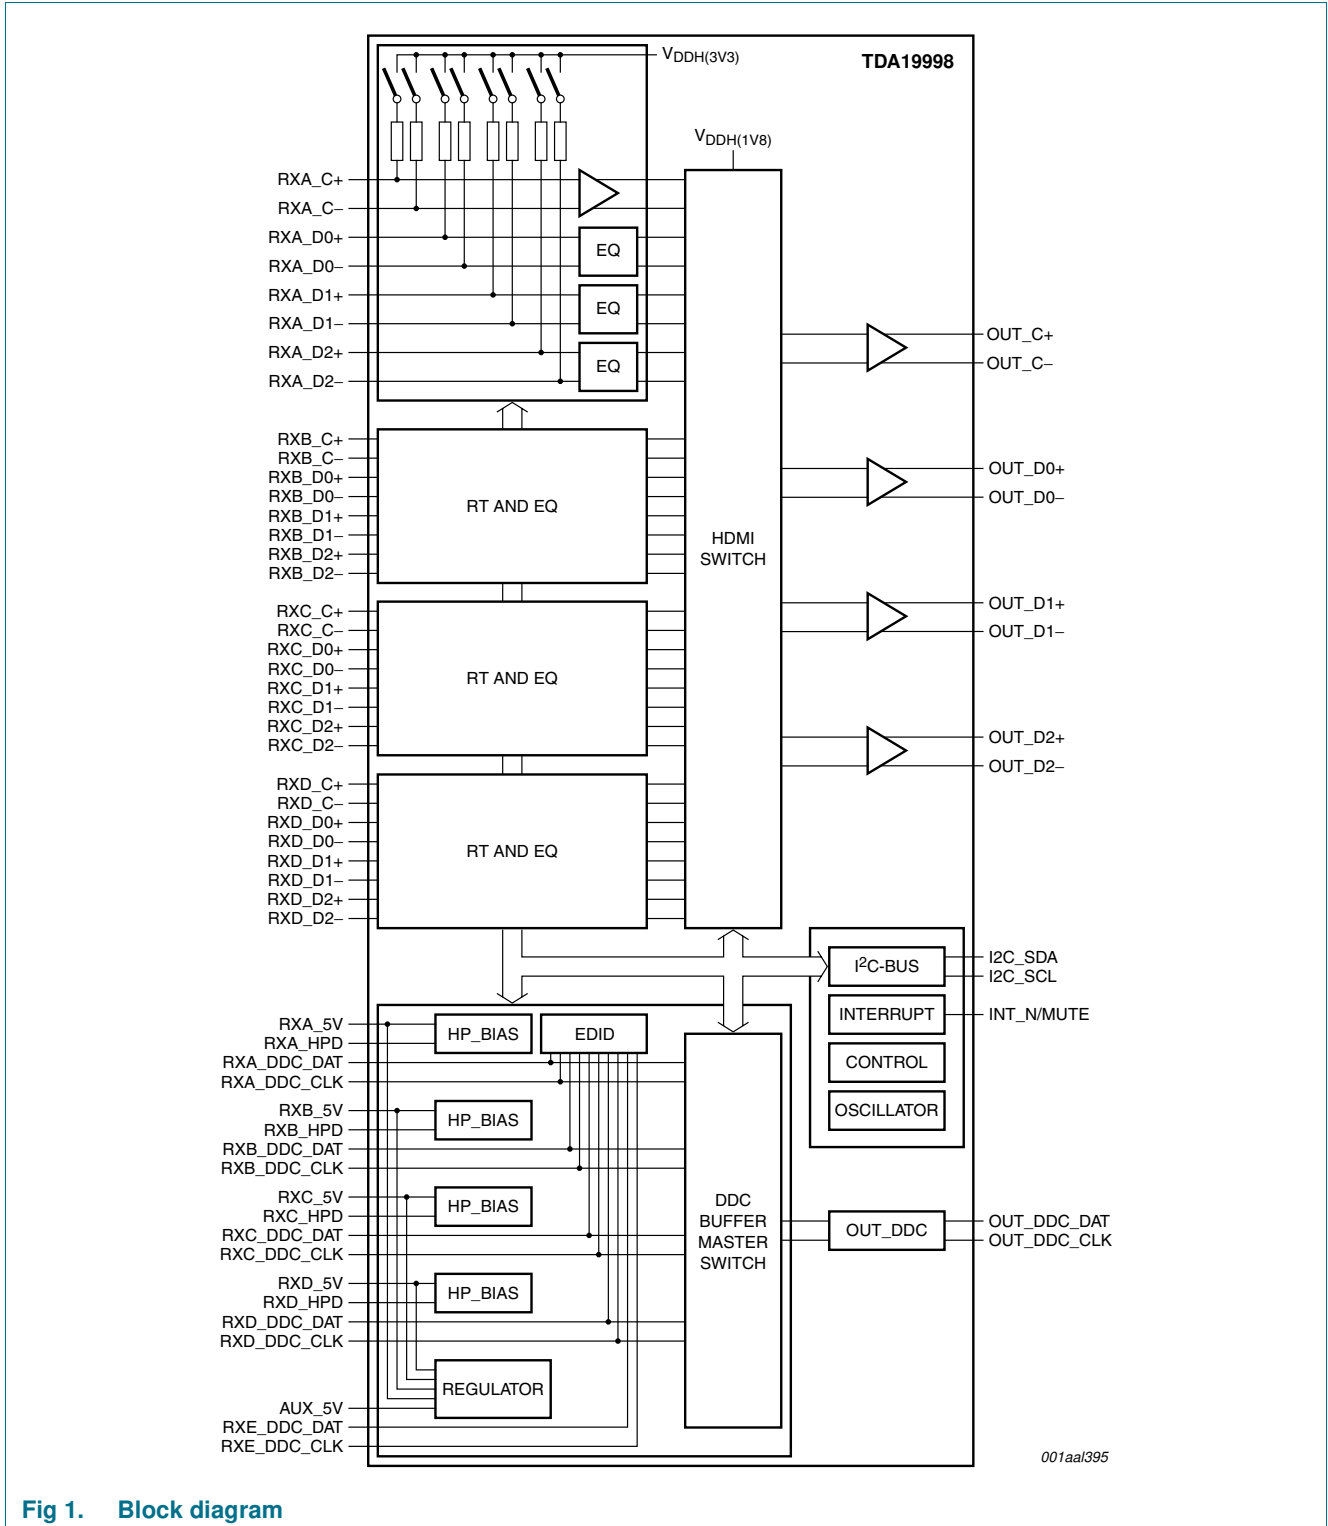 V_DDH(3V3)
TDA19998
V_DDH(1V8)
RXA_C+
RXA_C−
RXA_D0+
RXA_D0−
RXA_D1+
RXA_D1−
RXA_D2+
RXA_D2−
EQ
EQ
EQ
RXB_C+
RXB_C−
RXB_D0+
RXB_D0−
RXB_D1+
RXB_D1−
RXB_D2+
RXB_D2−
RT AND EQ
RXC_C+
RXC_C−
RXC_D0+
RXC_D0−
RXC_D1+
RXC_D1−
RXC_D2+
RXC_D2−
RT AND EQ
RXD_C+
RXD_C−
RXD_D0+
RXD_D0−
RXD_D1+
RXD_D1−
RXD_D2+
RXD_D2−
RT AND EQ
HDMI
SWITCH
OUT_C+
OUT_C−
OUT_D0+
OUT_D0−
OUT_D1+
OUT_D1−
OUT_D2+
OUT_D2−
I²C-BUS
I2C_SDA
I2C_SCL
INTERRUPT
INT_N/MUTE
CONTROL
OSCILLATOR
RXA_5V
RXA_HPD
RXA_DDC_DAT
RXA_DDC_CLK
HP_BIAS
EDID
RXB_5V
RXB_HPD
RXB_DDC_DAT
RXB_DDC_CLK
HP_BIAS
RXC_5V
RXC_HPD
RXC_DDC_DAT
RXC_DDC_CLK
HP_BIAS
RXD_5V
RXD_HPD
RXD_DDC_DAT
RXD_DDC_CLK
HP_BIAS
REGULATOR
AUX_5V
RXE_DDC_DAT
RXE_DDC_CLK
DDC
BUFFER
MASTER
SWITCH
OUT_DDC
OUT_DDC_DAT
OUT_DDC_CLK
001aal395
Fig 1. Block diagram